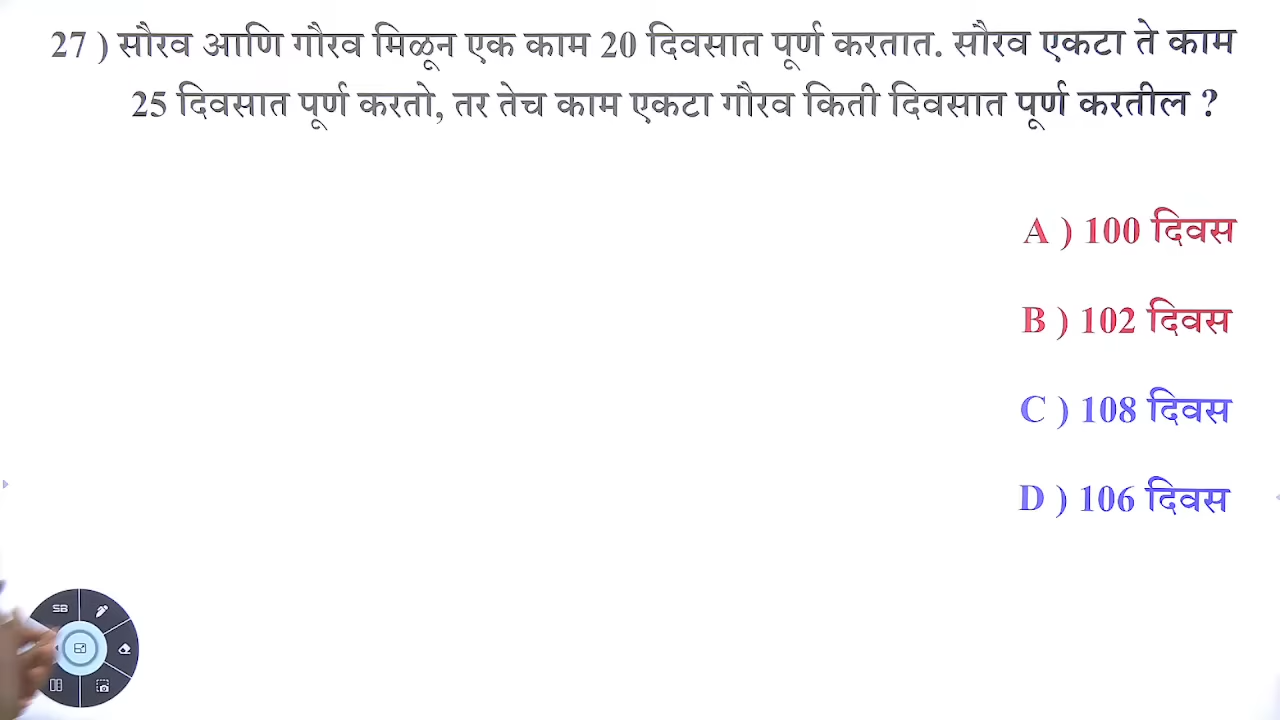 27 ) सौरव आणि गौरव मिळून एक काम 20 दिवसात पूर्ण करतात. सौरव एकटा ते काम
25 दिवसात पूर्ण करतो, तर तेच काम एकटा गौरव किती दिवसात पूर्ण करतील ?
A ) 100 दिवस
B ) 102 दिवस
C ) 108 दिवस
D ) 106 दिवस
SB